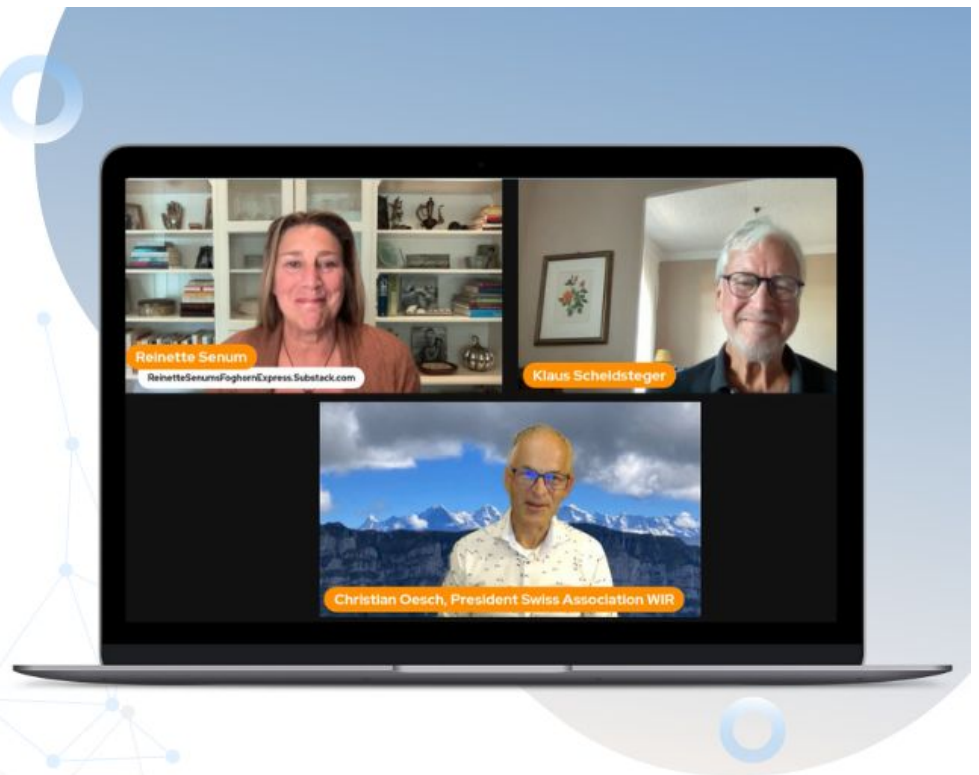 Reinette Senum
ReinetteSenumsFoghornExpress.Substack.com
Klaus Scheidsteger
Christian Oesch, President Swiss Association WIR